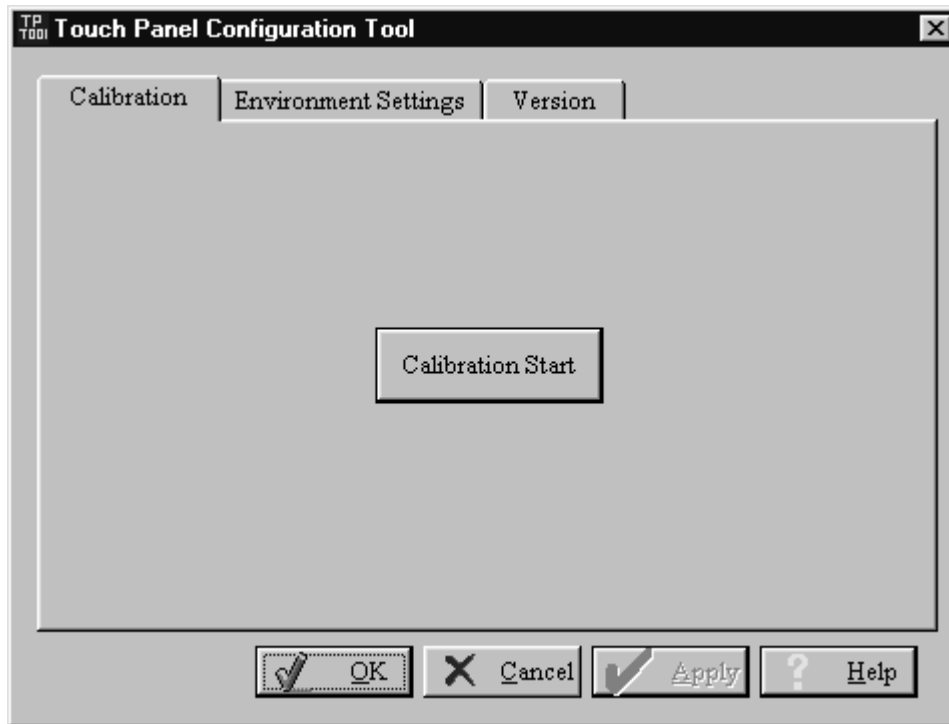 TP TOOl Touch Panel Configuration Tool
Calibration Environment Settings Version
Calibration Start
OK Cancel Apply ? Help